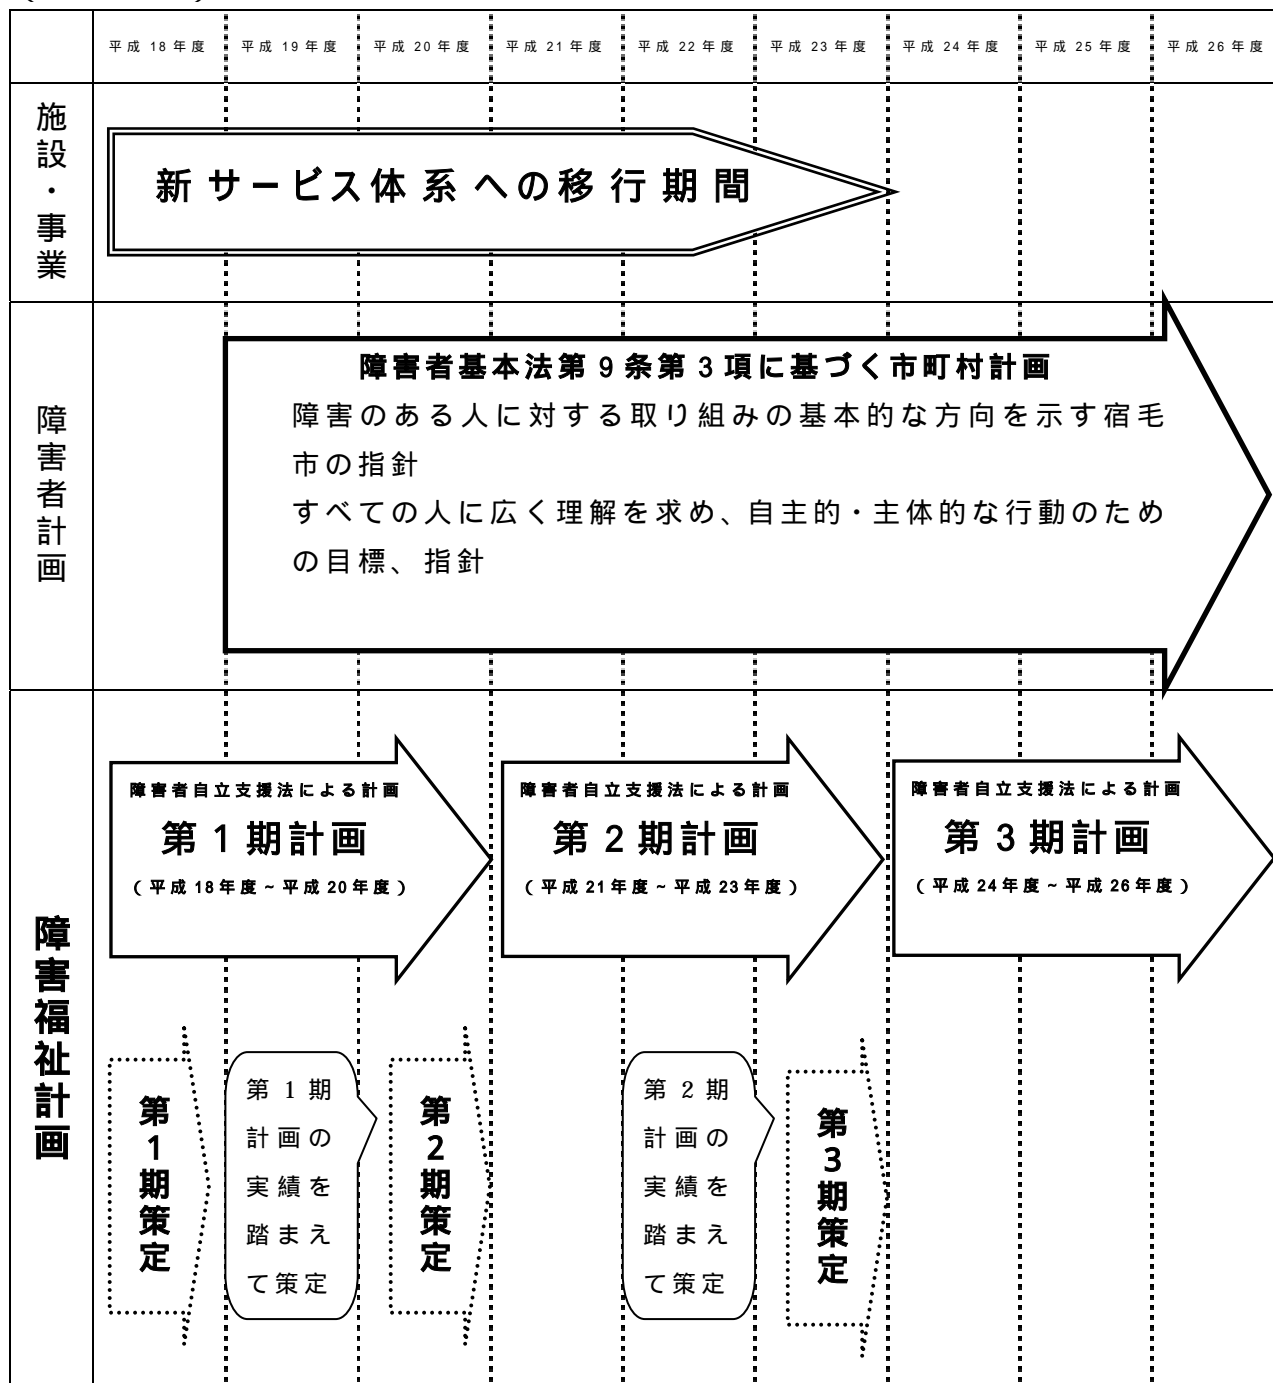 平成18年度 平成19年度 平成20年度 平成21年度 平成22年度 平成23年度 平成24年度 平成25年度 平成26年度
施設・事業
新サービス体系への移行期間
障害者計画
障害者基本法第9条第3項に基づく市町村計画
障害のある人に対する取り組みの基本的な方向を示す宿毛
市の指針
すべての人に広く理解を求め、自主的・主体的な行動のため
の目標、指針
障害福祉計画
障害者自立支援法による計画
第1期計画
(平成18年度~平成20年度)
障害者自立支援法による計画
第2期計画
(平成21年度~平成23年度)
障害者自立支援法による計画
第3期計画
(平成24年度~平成26年度)
第1期策定
第1期
計画の
実績を
踏まえ
て策定
第2期策定
第2期
計画の
実績を
踏まえ
て策定
第3期策定